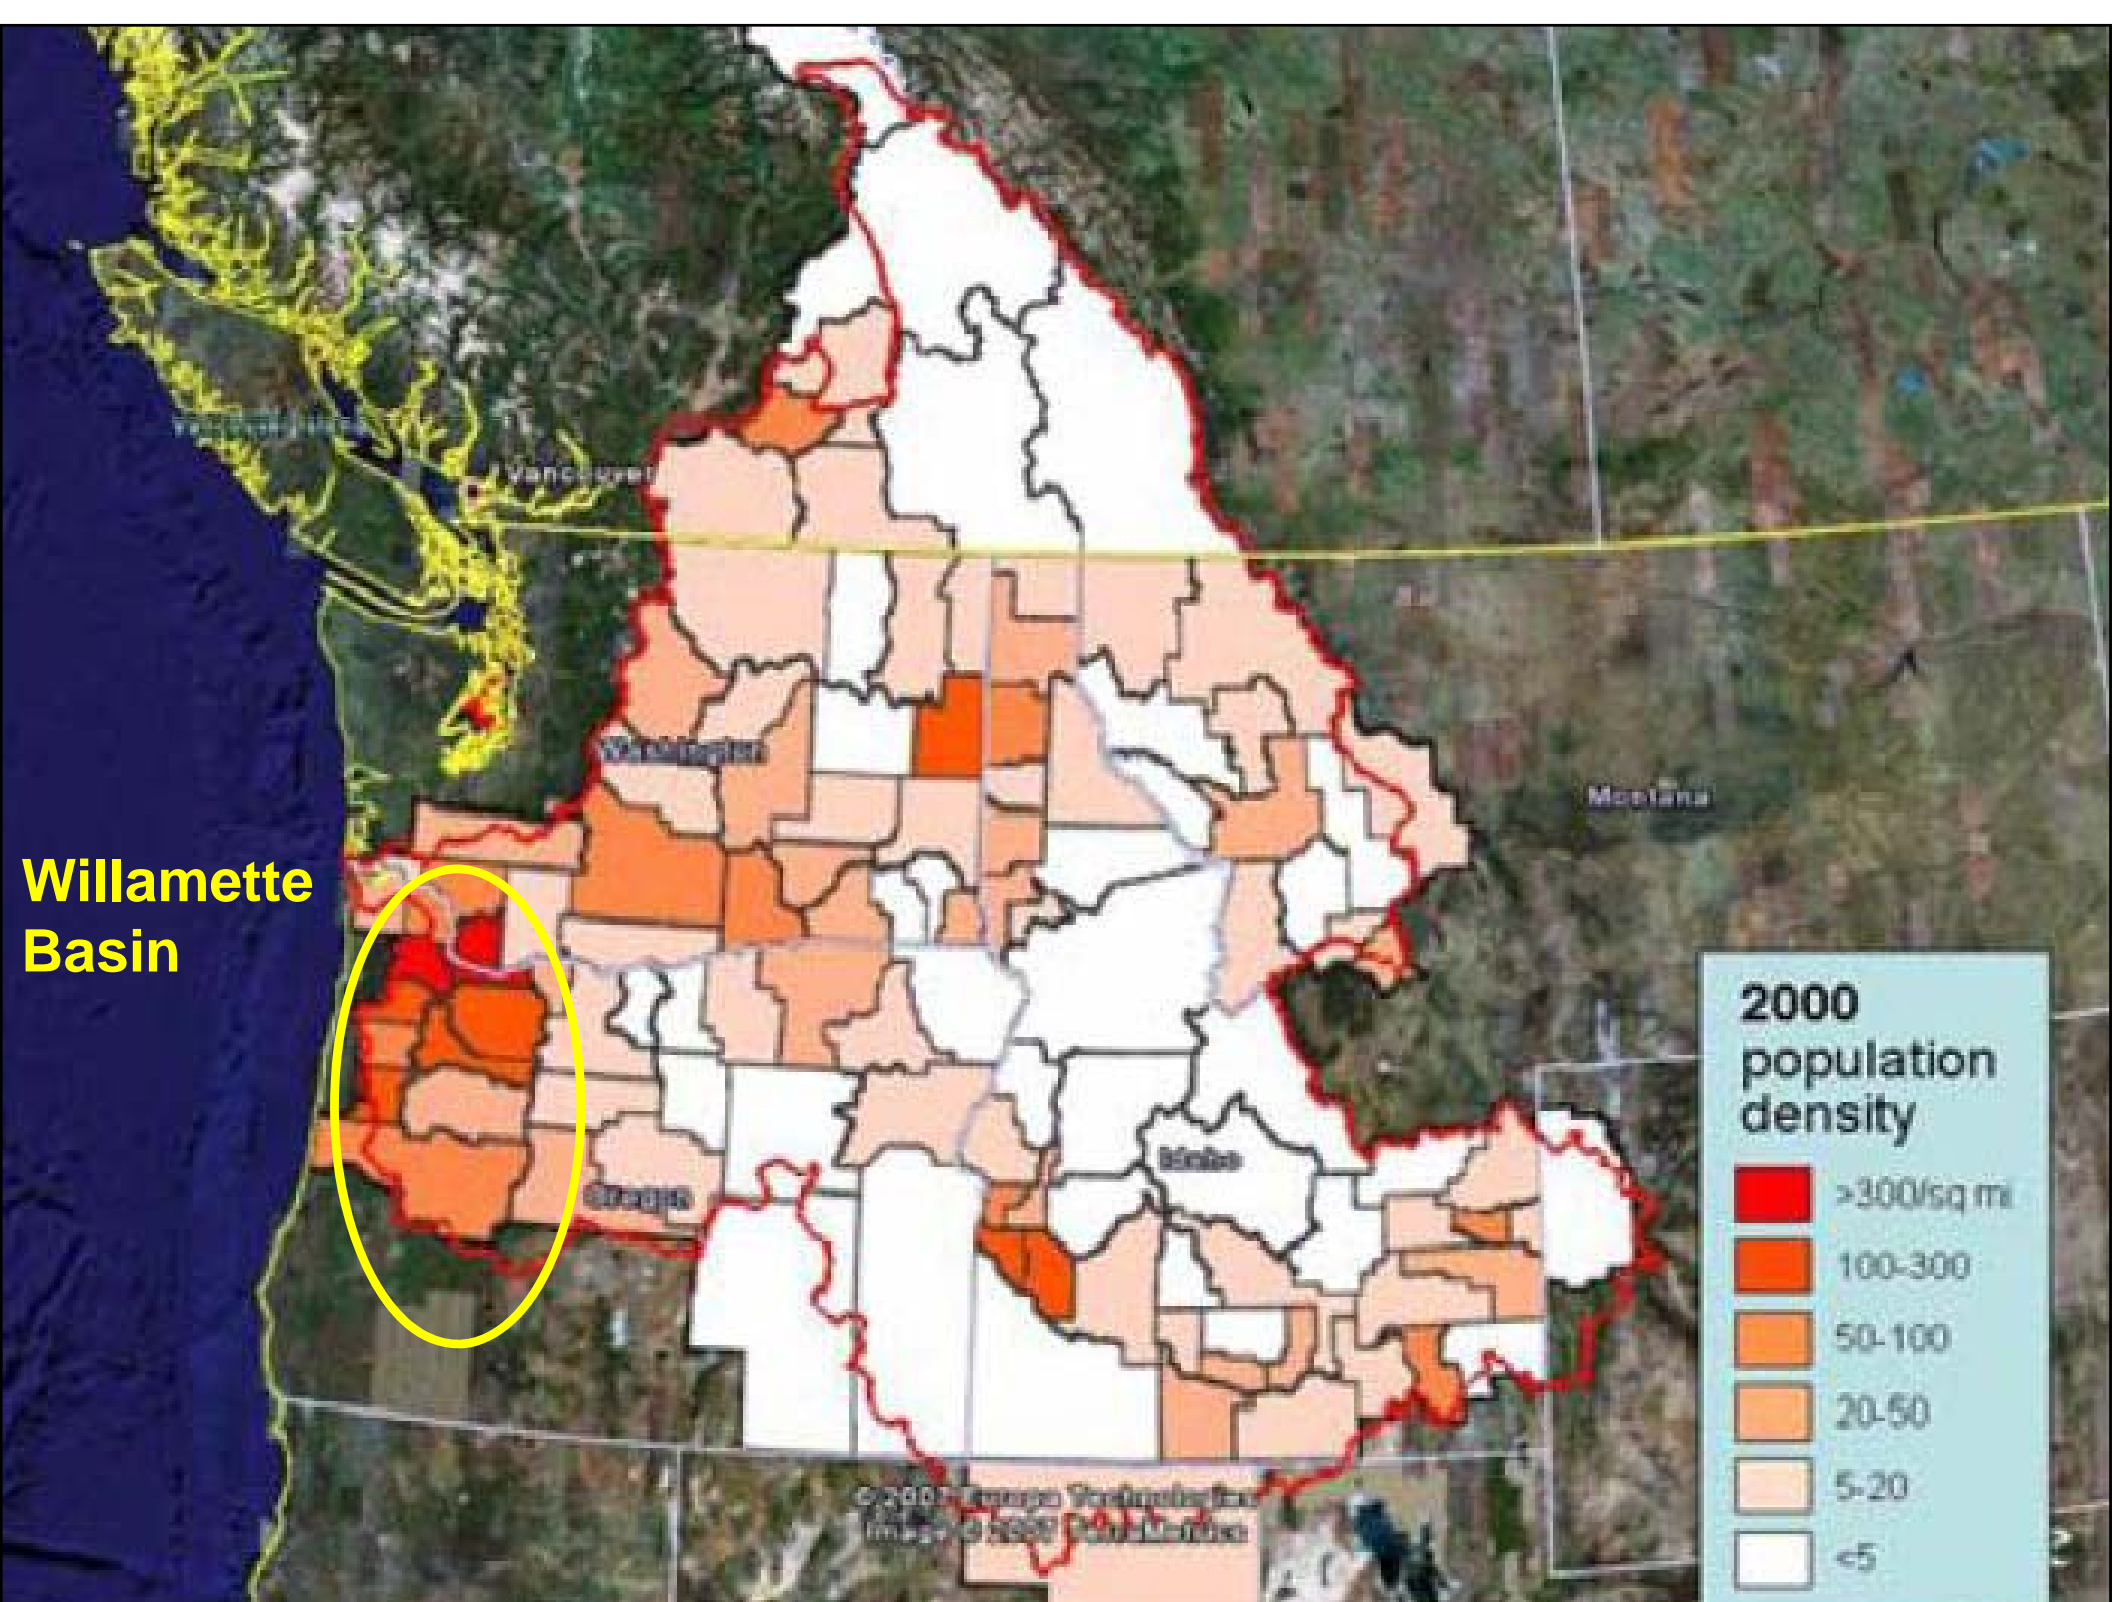 Vancouver
Washington
Montana
Willamette
Basin
Idaho
Oregon
2000
population
density
>300/sq mi
100-300
50-100
20-50
5-20
<5